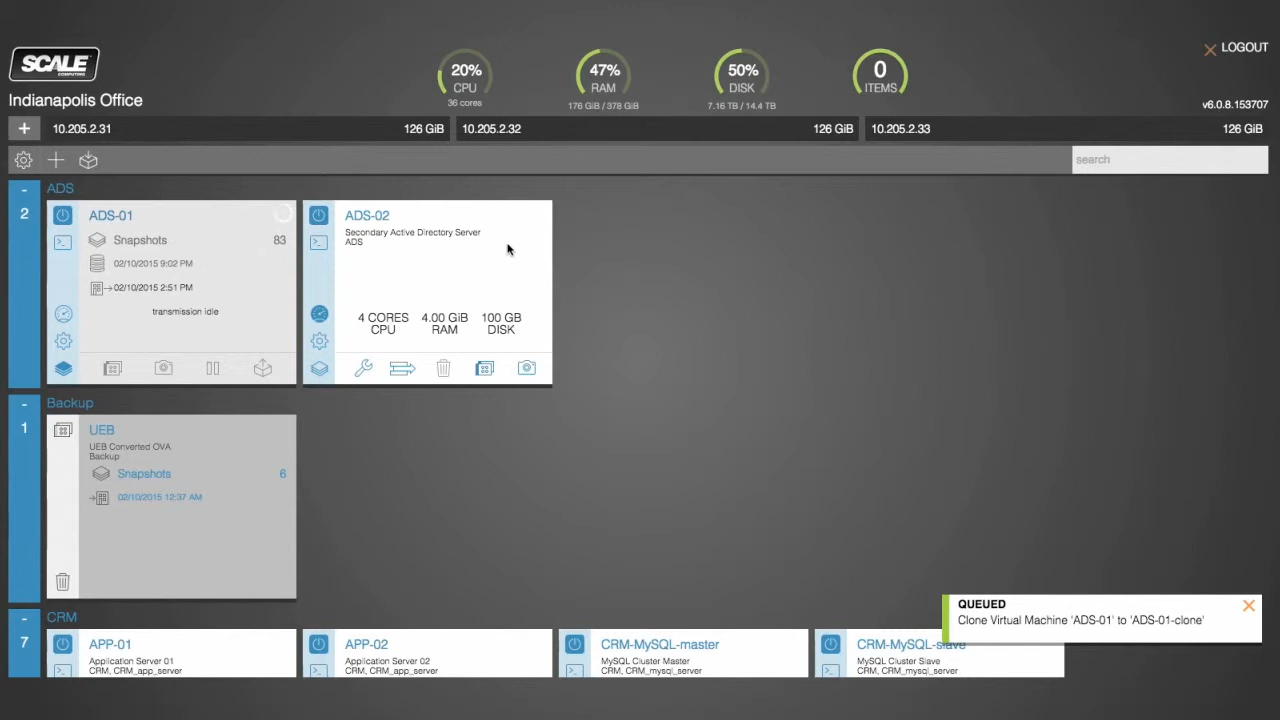 SCALE
COMPUTING
Indianapolis Office
20%
CPU
36 cores
47%
RAM
176 GiB / 378 GiB
50%
DISK
7.16 TB / 14.4 TB
0
ITEMS
LOGOUT
v6.0.8.153707
10.205.2.31 126 GiB
10.205.2.32 126 GiB
10.205.2.33 126 GiB
search
-
2
ADS
ADS-01
Snapshots 83
02/10/2015 9:02 PM
02/10/2015 2:51 PM
transmission idle
ADS-02
Secondary Active Directory Server
ADS
4 CORES
CPU
4.00 GiB
RAM
100 GB
DISK
-
1
Backup
UEB
UEB Converted OVA
Backup
Snapshots 6
02/10/2015 12:37 AM
-
7
CRM
APP-01
Application Server 01
CRM, CRM_app_server
APP-02
Application Server 02
CRM, CRM_app_server
CRM-MySQL-master
MySQL Cluster Master
CRM, CRM_mysql_server
CRM-MySQL-slave
MySQL Cluster Slave
CRM, CRM_mysql_server
QUEUED
Clone Virtual Machine 'ADS-01' to 'ADS-01-clone'